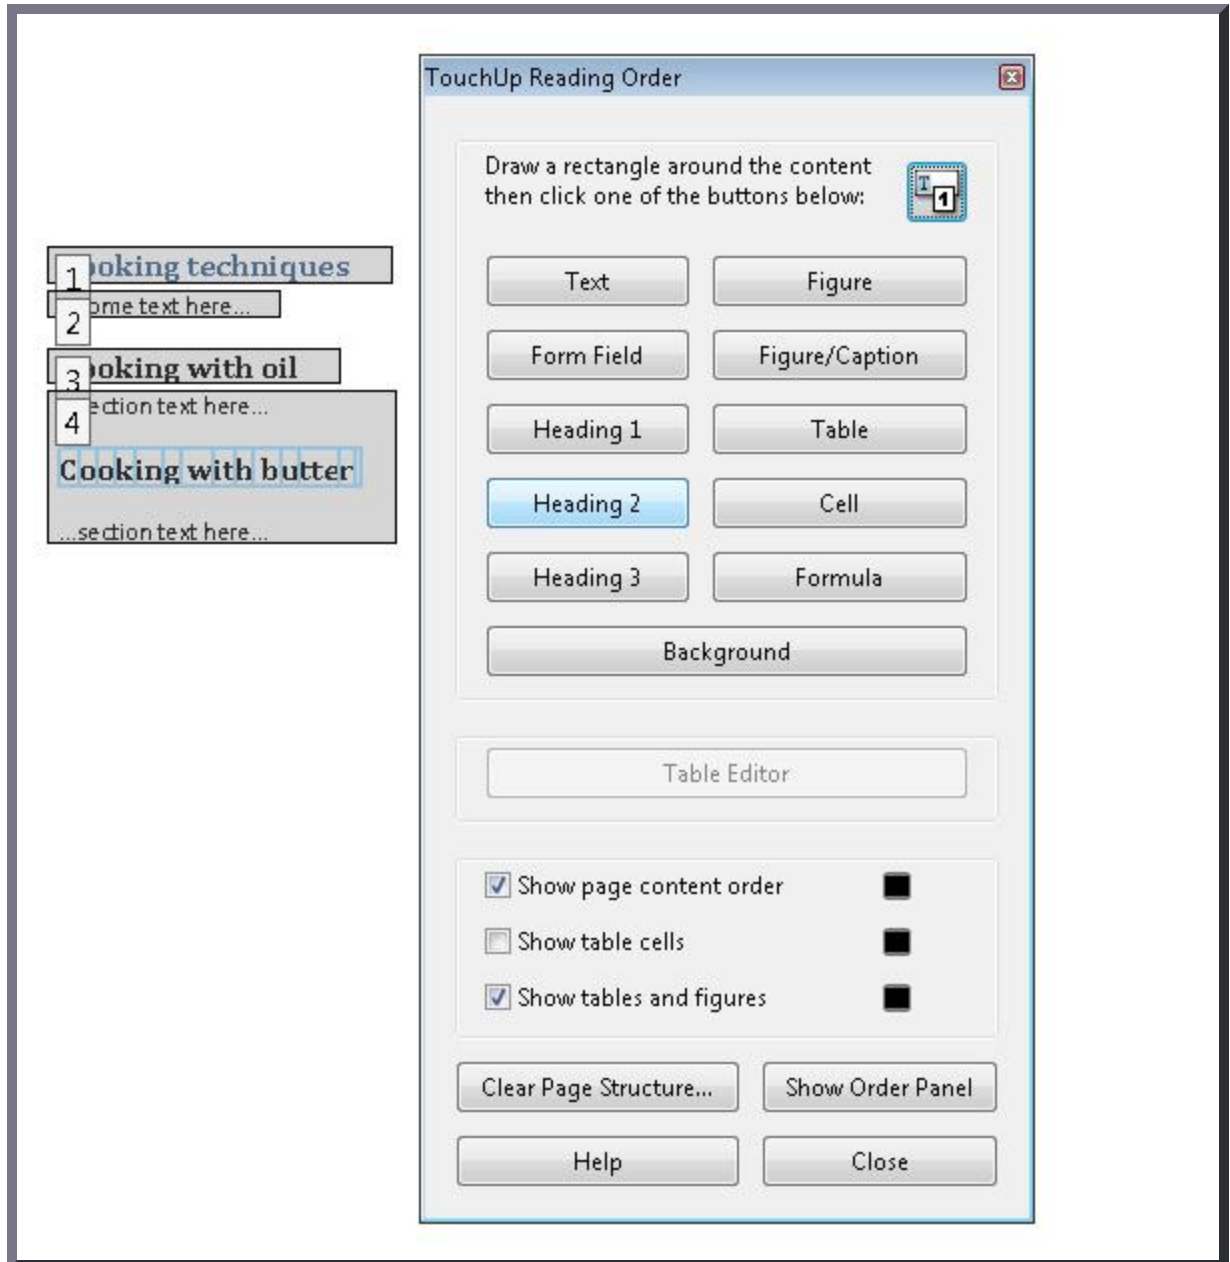 1 ooking techniques
2 ome text here...
3 ooking with oil
4 ection text here...
Cooking with butter
...section text here...
TouchUp Reading Order
Draw a rectangle around the content
then click one of the buttons below:
T 1
Text Figure
Form Field Figure/Caption
Heading 1 Table
Heading 2 Cell
Heading 3 Formula
Background
Table Editor
Show page content order
Show table cells
Show tables and figures
Clear Page Structure... Show Order Panel
Help Close